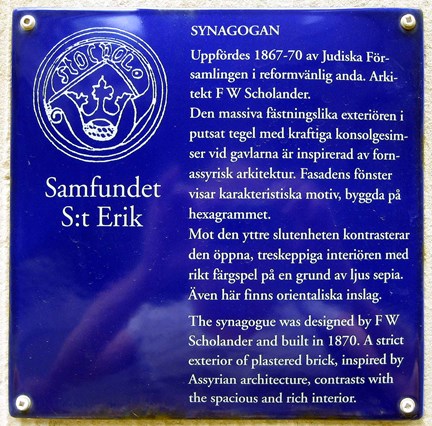 STOCHOLM
Samfundet
S:t Erik
SYNAGOGAN
Uppfördes 1867-70 av Judiska För-
samlingen i reformvänlig anda. Arki-
tekt F W Scholander.
Den massiva fästningslika exteriören i
putsat tegel med kraftiga konsolgesim-
ser vid gavlarna är inspirerad av forn-
assyrisk arkitektur. Fasadens fönster
visar karakteristiska motiv, byggda på
hexagrammet.
Mot den yttre slutenheten kontrasterar
den öppna, treskeppiga interiören med
rikt färgspel på en grund av ljus sepia.
Även här finns orientaliska inslag.
The synagogue was designed by F W
Scholander and built in 1870. A strict
exterior of plastered brick, inspired by
Assyrian architecture, contrasts with
the spacious and rich interior.